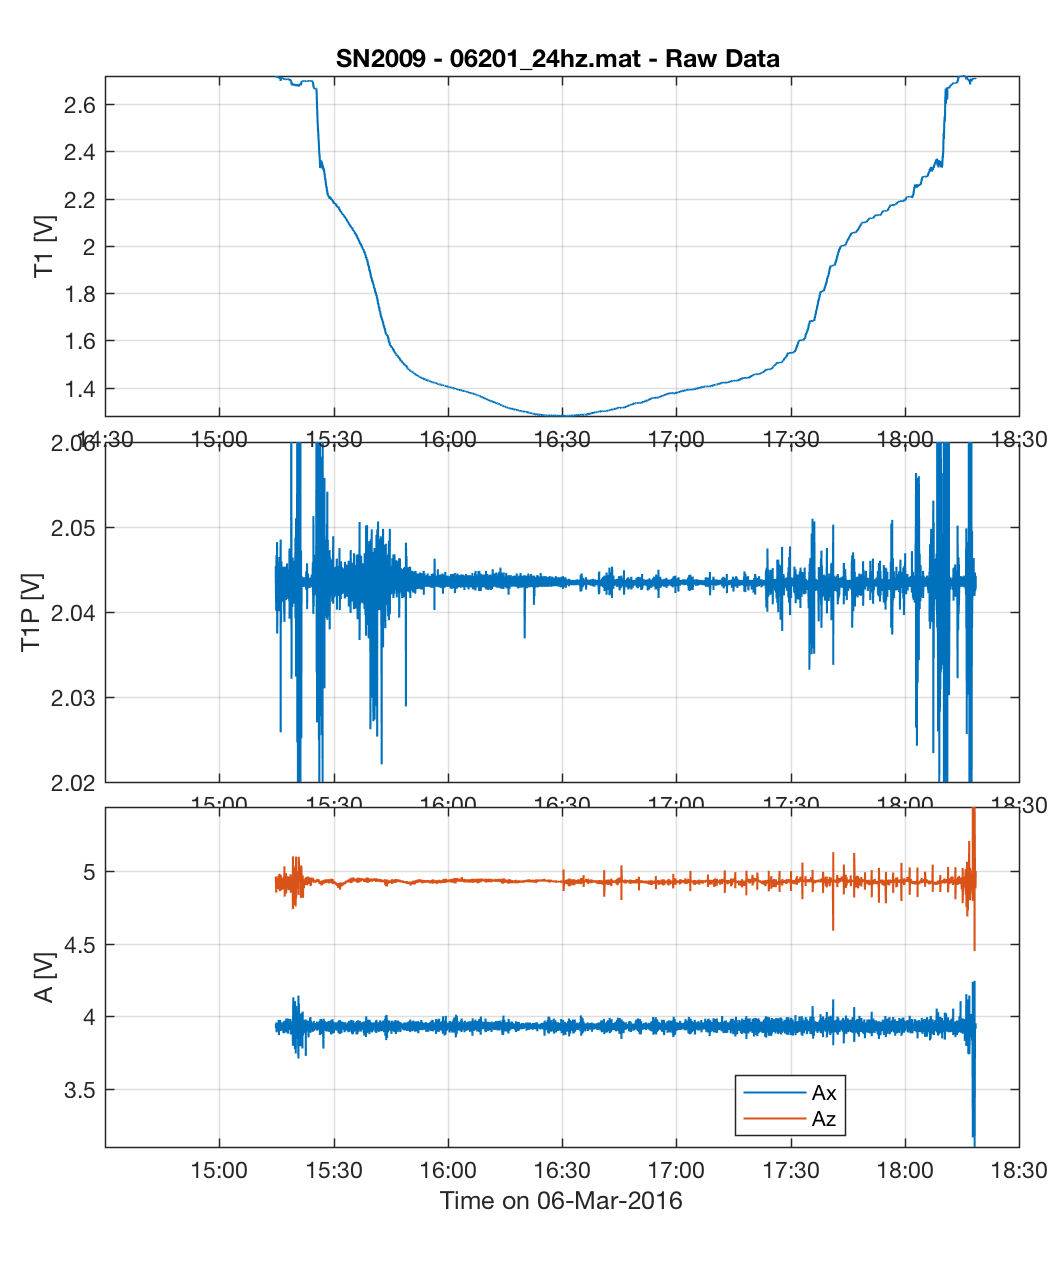 SN2009 - 06201_24hz.mat - Raw Data
2.6
2.4
2.2
2
1.8
1.6
1.4
T1 [V]
14:30 15:00 15:30 16:00 16:30 17:00 17:30 18:00 18:30
2.06
2.05
2.04
2.03
2.02
T1P [V]
15:00 15:30 16:00 16:30 17:00 17:30 18:00 18:30
5
4.5
4
3.5
A [V]
Ax
Az
15:00 15:30 16:00 16:30 17:00 17:30 18:00 18:30
Time on 06-Mar-2016